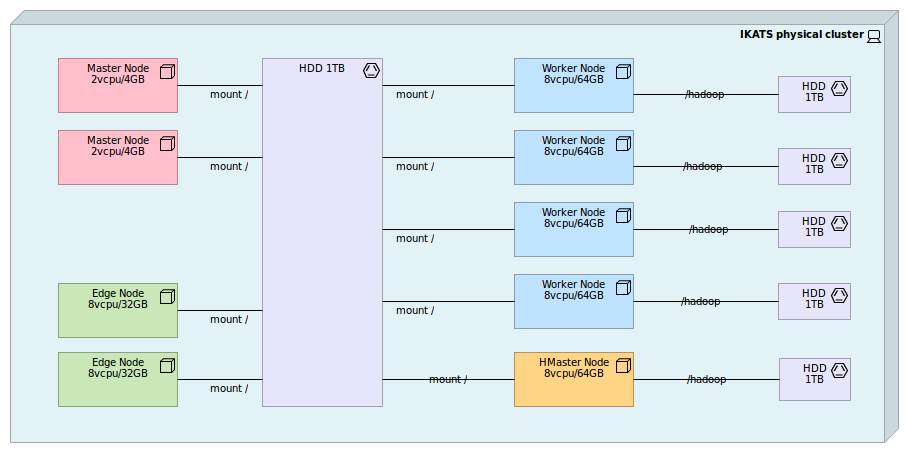 IKATS physical cluster
Master Node
2vcpu/4GB
mount /
HDD 1TB
mount /
Worker Node
8vcpu/64GB
/hadoop
HDD
1TB
Master Node
2vcpu/4GB
mount /
mount /
Worker Node
8vcpu/64GB
/hadoop
HDD
1TB
mount /
Worker Node
8vcpu/64GB
/hadoop
HDD
1TB
Edge Node
8vcpu/32GB
mount /
mount /
Worker Node
8vcpu/64GB
/hadoop
HDD
1TB
Edge Node
8vcpu/32GB
mount /
mount /
HMaster Node
8vcpu/64GB
/hadoop
HDD
1TB